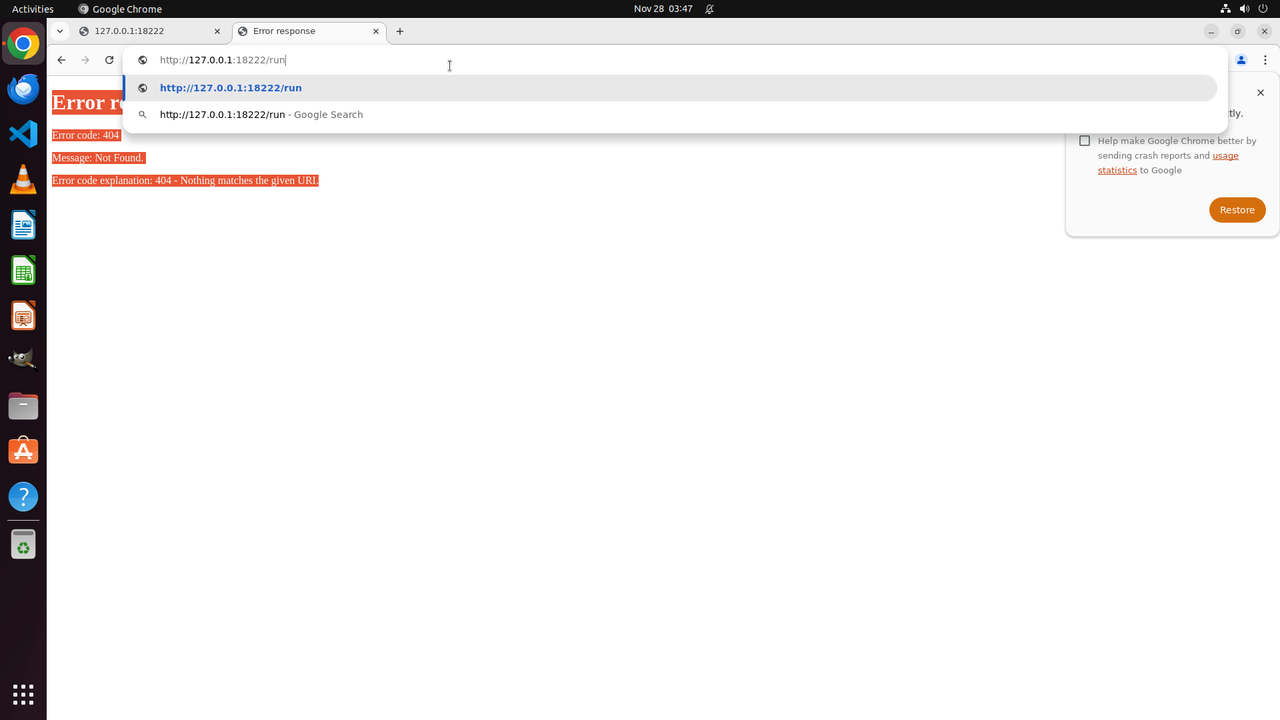 Activities
Google Chrome
Nov 28 03:47
127.0.0.1:18222
Error response
http://127.0.0.1:18222/run
http://127.0.0.1:18222/run
http://127.0.0.1:18222/run - Google Search
Error code: 404
Message: Not Found.
Error code explanation: 404 - Nothing matches the given URI.
Help make Google Chrome better by
sending crash reports and usage
statistics to Google
Restore